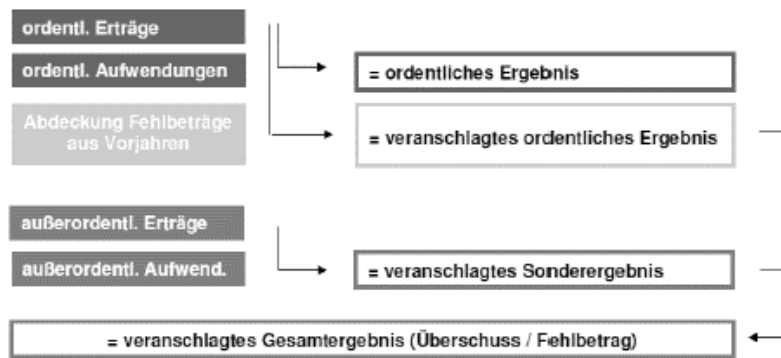 ordentl. Erträge
ordentl. Aufwendungen
= ordentliches Ergebnis
Abdeckung Fehlbeträge
aus Vorjahren
= veranschlagtes ordentliches Ergebnis
außerordentl. Erträge
außerordentl. Aufwend.
= veranschlagtes Sonderergebnis
= veranschlagtes Gesamtergebnis (Überschuss / Fehlbetrag)